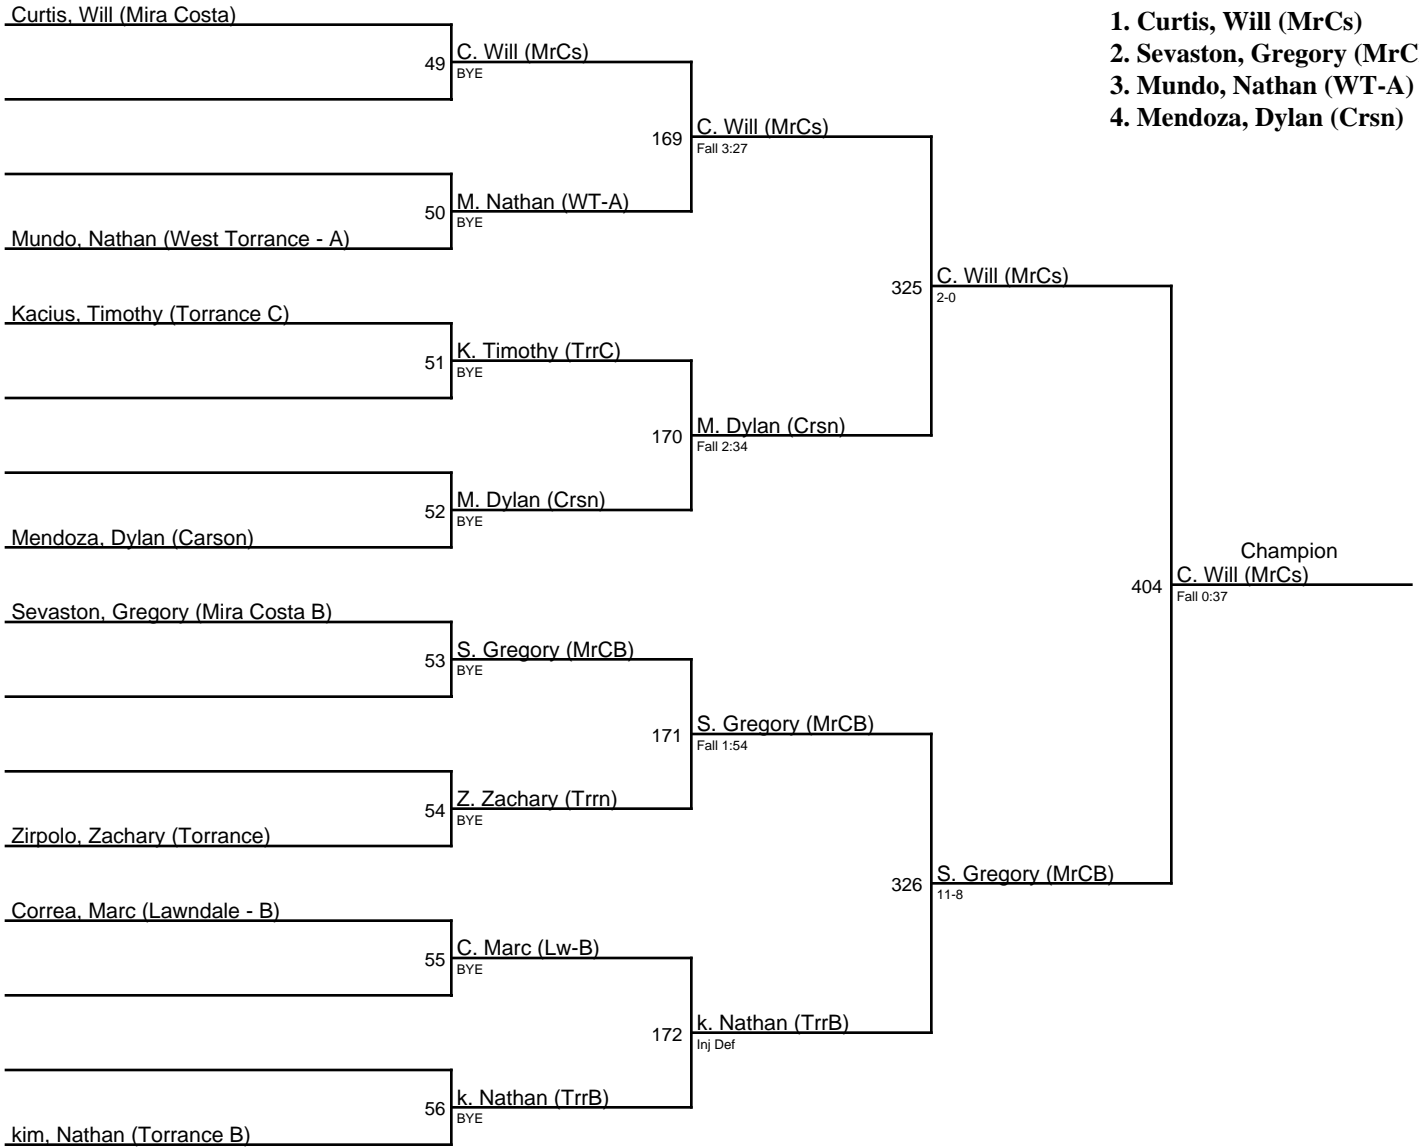 Curtis, Will (Mira Costa)
1. Curtis, Will (MrCs)
2. Sevaston, Gregory (MrC
3. Mundo, Nathan (WT-A)
4. Mendoza, Dylan (Crsn)
49
C. Will (MrCs)
BYE
169
C. Will (MrCs)
Fall 3:27
50
M. Nathan (WT-A)
BYE
Mundo, Nathan (West Torrance - A)
325
C. Will (MrCs)
2-0
Kacius, Timothy (Torrance C)
51
K. Timothy (TrrC)
BYE
170
M. Dylan (Crsn)
Fall 2:34
52
M. Dylan (Crsn)
BYE
Mendoza, Dylan (Carson)
Champion
404
C. Will (MrCs)
Fall 0:37
Sevaston, Gregory (Mira Costa B)
53
S. Gregory (MrCB)
BYE
171
S. Gregory (MrCB)
Fall 1:54
54
Z. Zachary (Trrn)
BYE
Zirpolo, Zachary (Torrance)
326
S. Gregory (MrCB)
11-8
Correa, Marc (Lawndale - B)
55
C. Marc (Lw-B)
BYE
172
k. Nathan (TrrB)
Inj Def
56
k. Nathan (TrrB)
BYE
kim, Nathan (Torrance B)